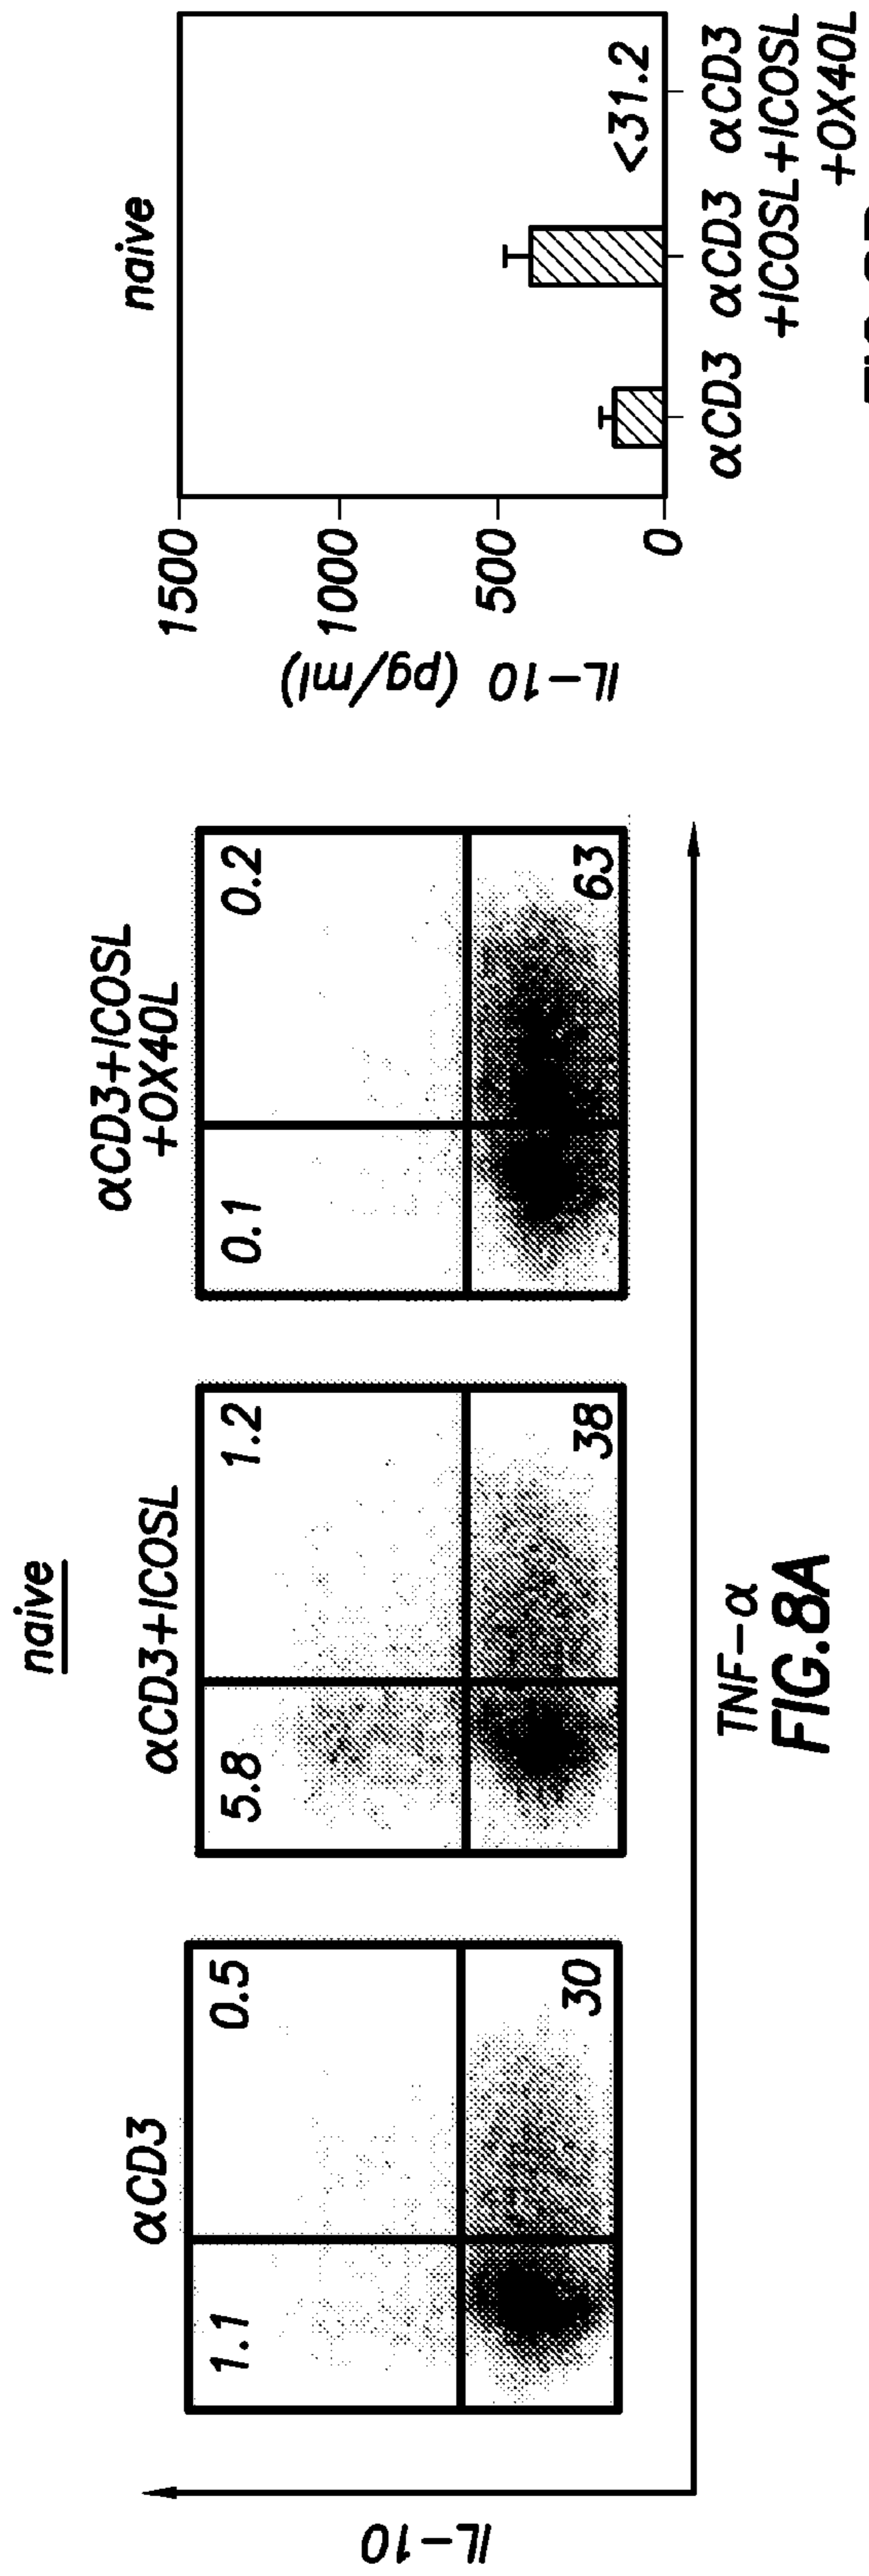 naive
αCD3
αCD3+ICOSL
αCD3+ICOSL
+OX40L
IL-10
1.1
0.5
30
5.8
1.2
38
0.1
0.2
63
TNF-α
FIG.8A
naive
IL-10 (pg/ml)
1500
1000
500
0
<31.2
αCD3 αCD3 αCD3
+ICOSL+ICOSL
+OX40L